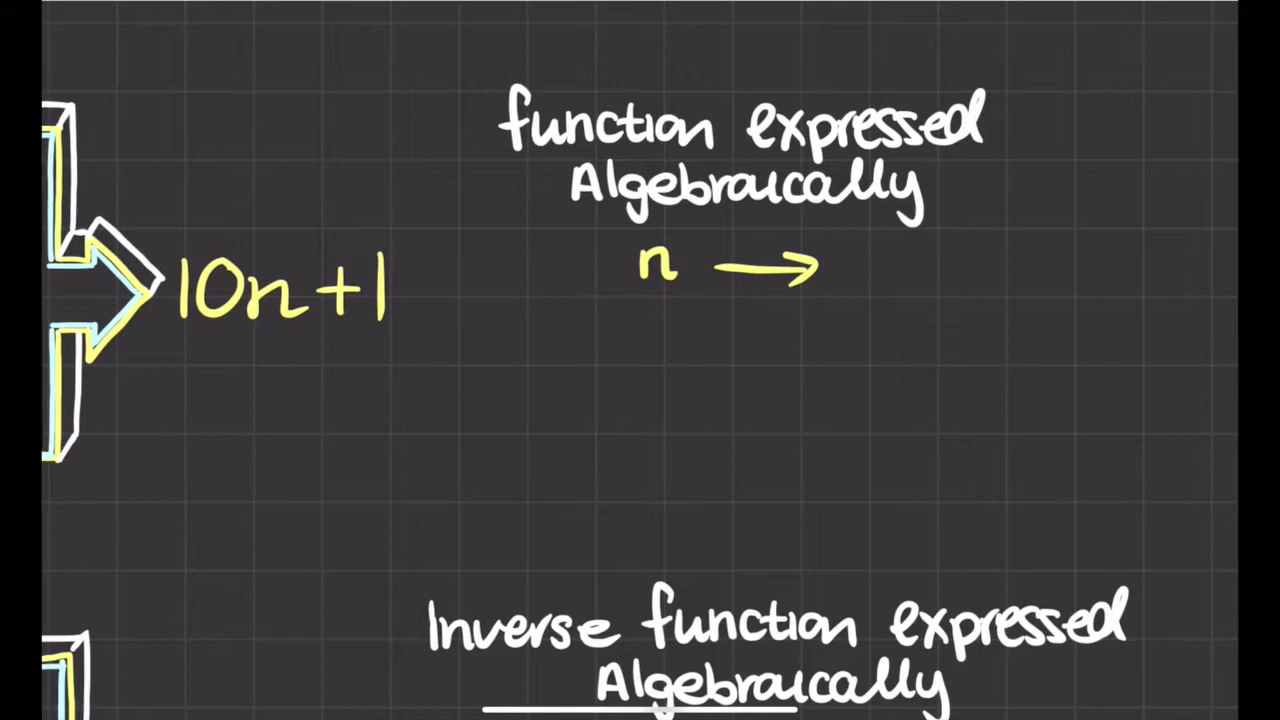 function expressed
Algebraically
n →
10n+1
Inverse function expressed
Algebraically